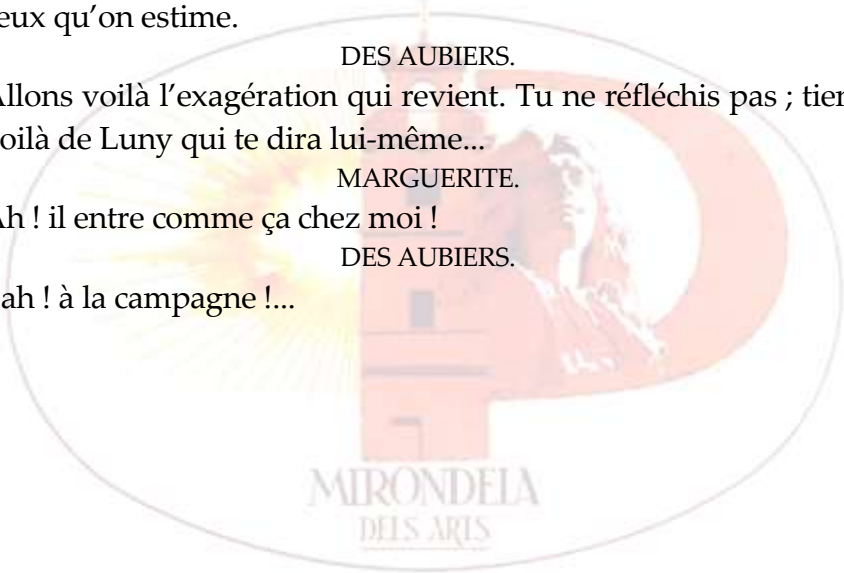 eux qu’on estime.
DES AUBIERS.
Allons voilà l’exagération qui revient. Tu ne réfléchis pas ; tien
voilà de Luny qui te dira lui-même...
MARGUERITE.
Ah ! il entre comme ça chez moi !
DES AUBIERS.
ah ! à la campagne !...
MIRONDELA
DELS ARTS